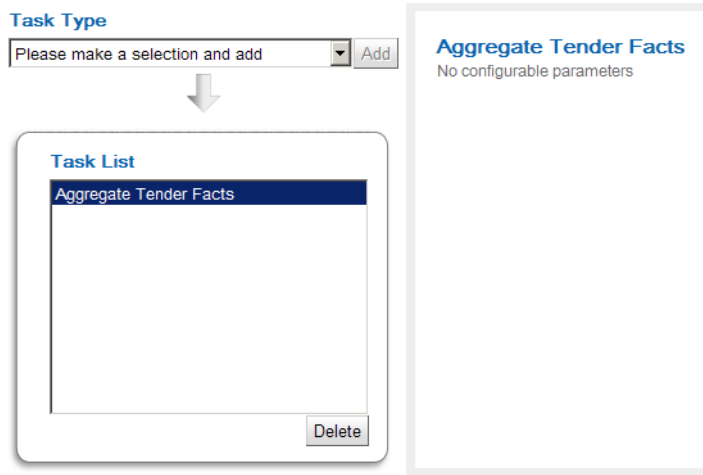 Task Type
Please make a selection and add
Add
Task List
Aggregate Tender Facts
Delete
Aggregate Tender Facts
No configurable parameters